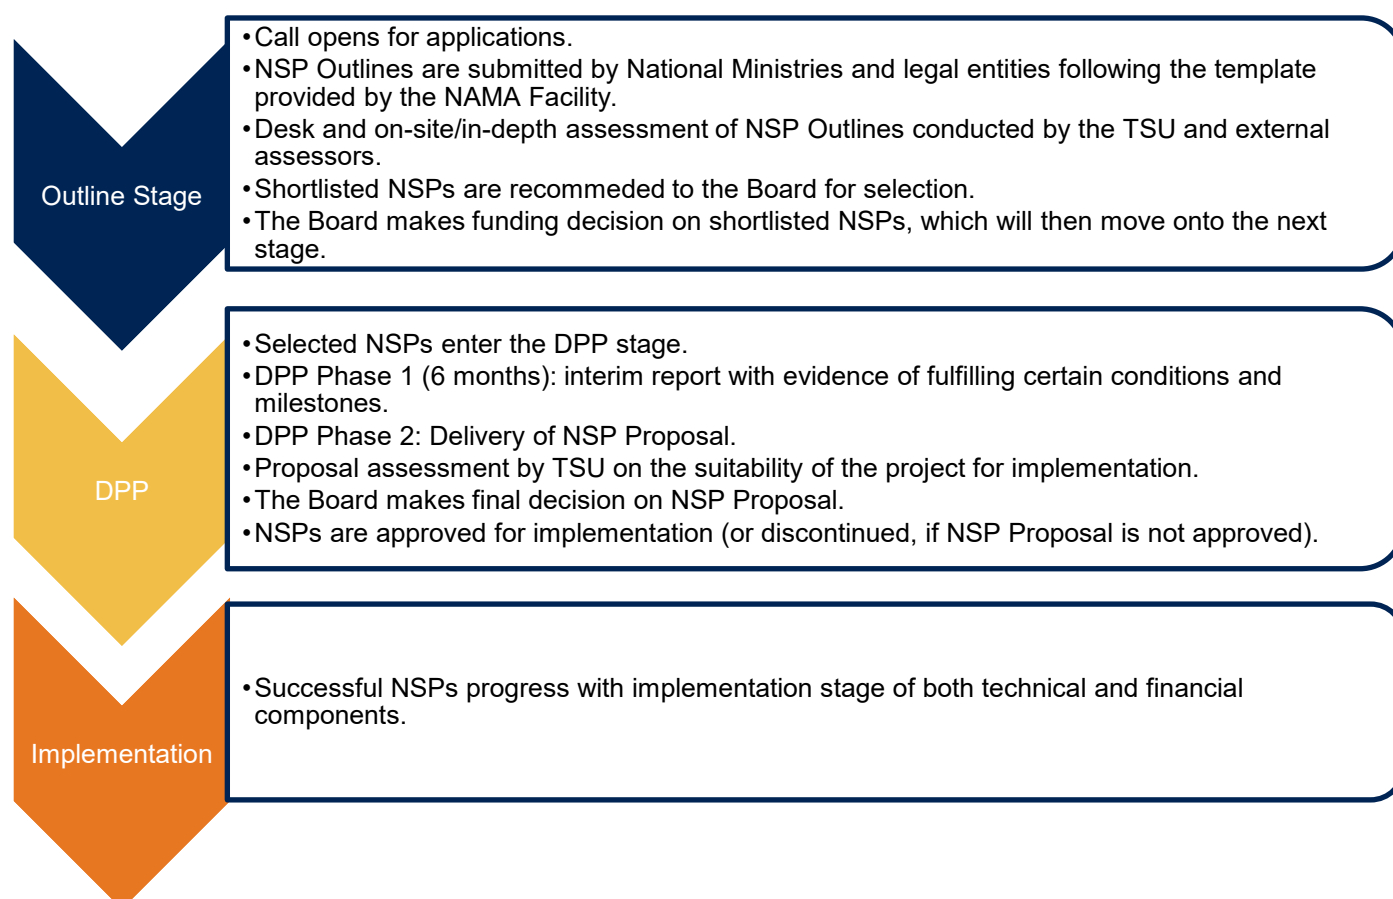 Outline Stage
•Call opens for applications.
•NSP Outlines are submitted by National Ministries and legal entities following the template
provided by the NAMA Facility.
•Desk and on-site/in-depth assessment of NSP Outlines conducted by the TSU and external
assessors.
•Shortlisted NSPs are recommeded to the Board for selection.
•The Board makes funding decision on shortlisted NSPs, which will then move onto the next
stage.
DPP
•Selected NSPs enter the DPP stage.
•DPP Phase 1 (6 months): interim report with evidence of fulfilling certain conditions and
milestones.
•DPP Phase 2: Delivery of NSP Proposal.
•Proposal assessment by TSU on the suitability of the project for implementation.
•The Board makes final decision on NSP Proposal.
•NSPs are approved for implementation (or discontinued, if NSP Proposal is not approved).
Implementation
•Successful NSPs progress with implementation stage of both technical and financial
components.